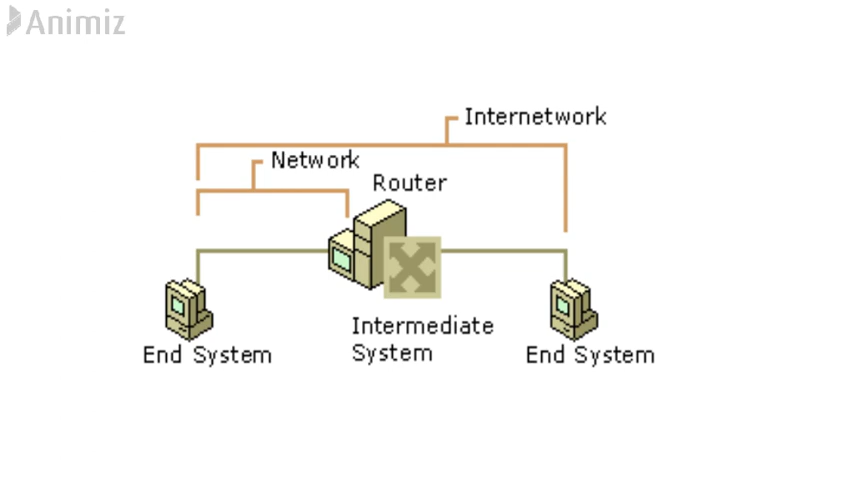 Animiz
Internetwork
Network
Router
Intermediate
System
End System
End System